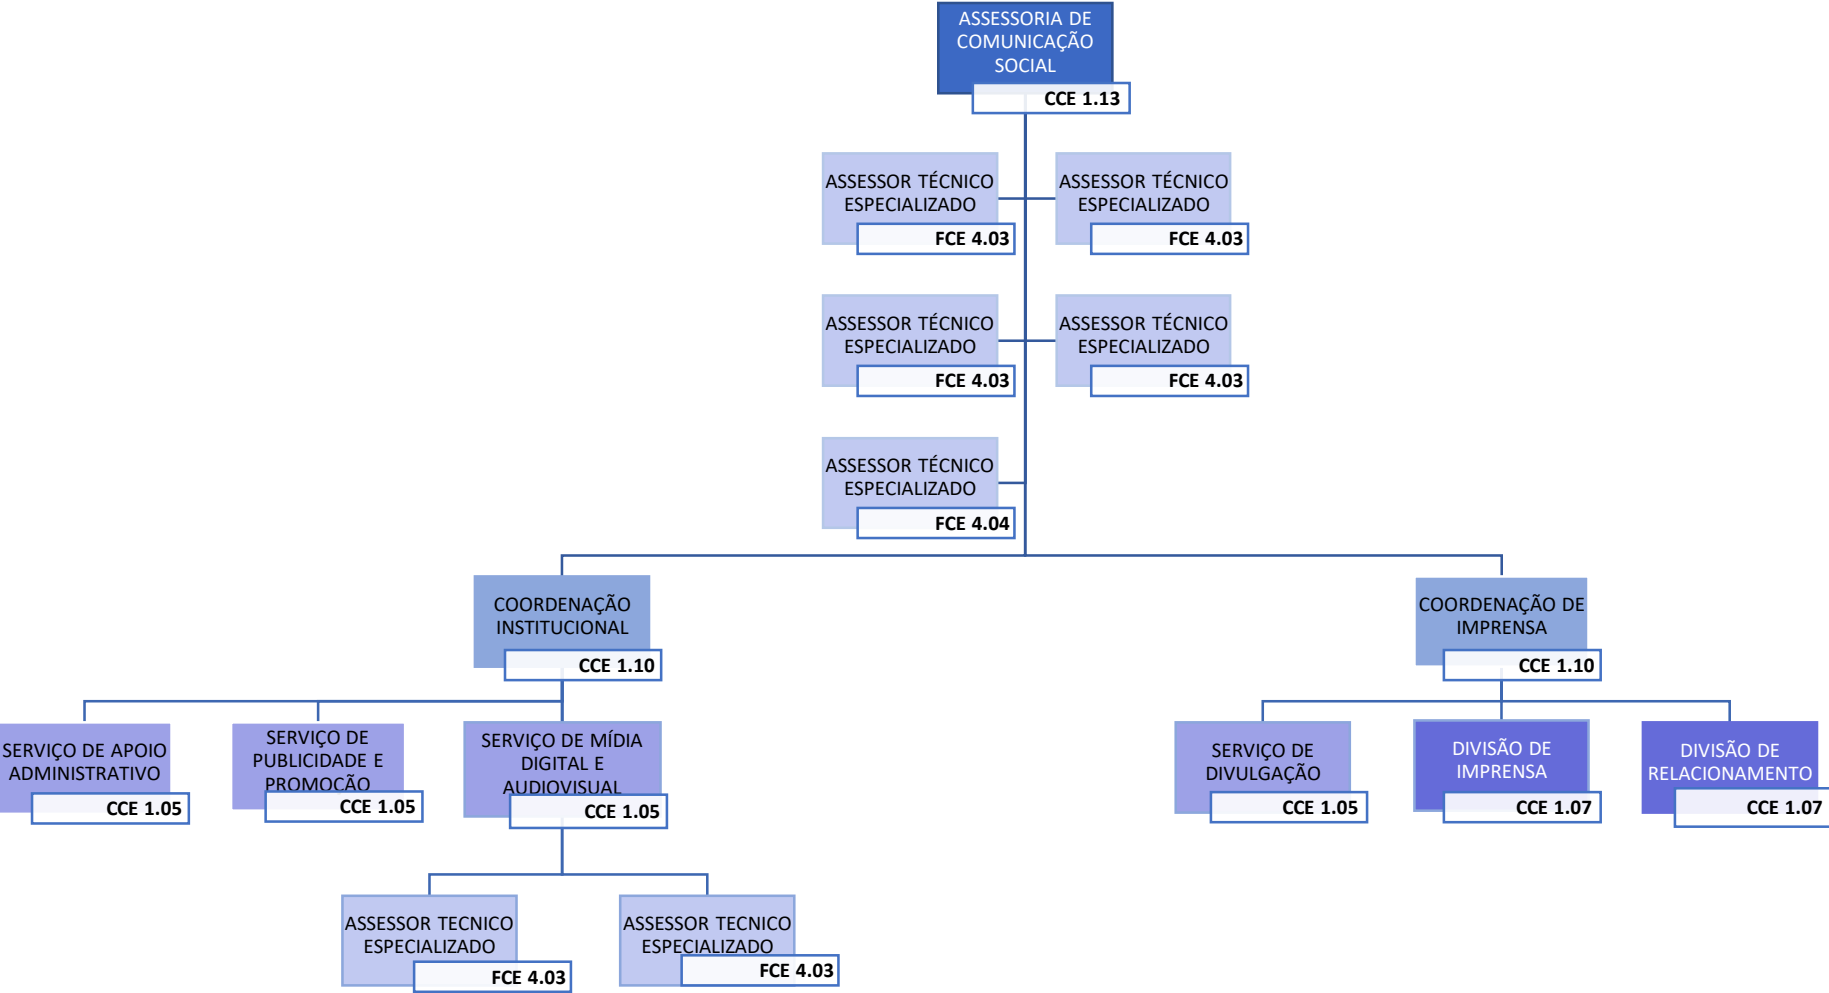 ASSESSORIA DE
COMUNICAÇÃO
SOCIAL
CCE 1.13
ASSESSOR TÉCNICO
ESPECIALIZADO
FCE 4.03
ASSESSOR TÉCNICO
ESPECIALIZADO
FCE 4.03
ASSESSOR TÉCNICO
ESPECIALIZADO
FCE 4.03
ASSESSOR TÉCNICO
ESPECIALIZADO
FCE 4.03
ASSESSOR TÉCNICO
ESPECIALIZADO
FCE 4.04
COORDENAÇÃO
INSTITUCIONAL
CCE 1.10
COORDENAÇÃO DE
IMPRENSA
CCE 1.10
SERVIÇO DE APOIO
ADMINISTRATIVO
CCE 1.05
SERVIÇO DE
PUBLICIDADE E
PROMOÇÃO
CCE 1.05
SERVIÇO DE MÍDIA
DIGITAL E
AUDIOVISUAL
CCE 1.05
SERVIÇO DE
DIVULGAÇÃO
CCE 1.05
DIVISÃO DE
IMPRENSA
CCE 1.07
DIVISÃO DE
RELACIONAMENTO
CCE 1.07
ASSESSOR TECNICO
ESPECIALIZADO
FCE 4.03
ASSESSOR TECNICO
ESPECIALIZADO
FCE 4.03